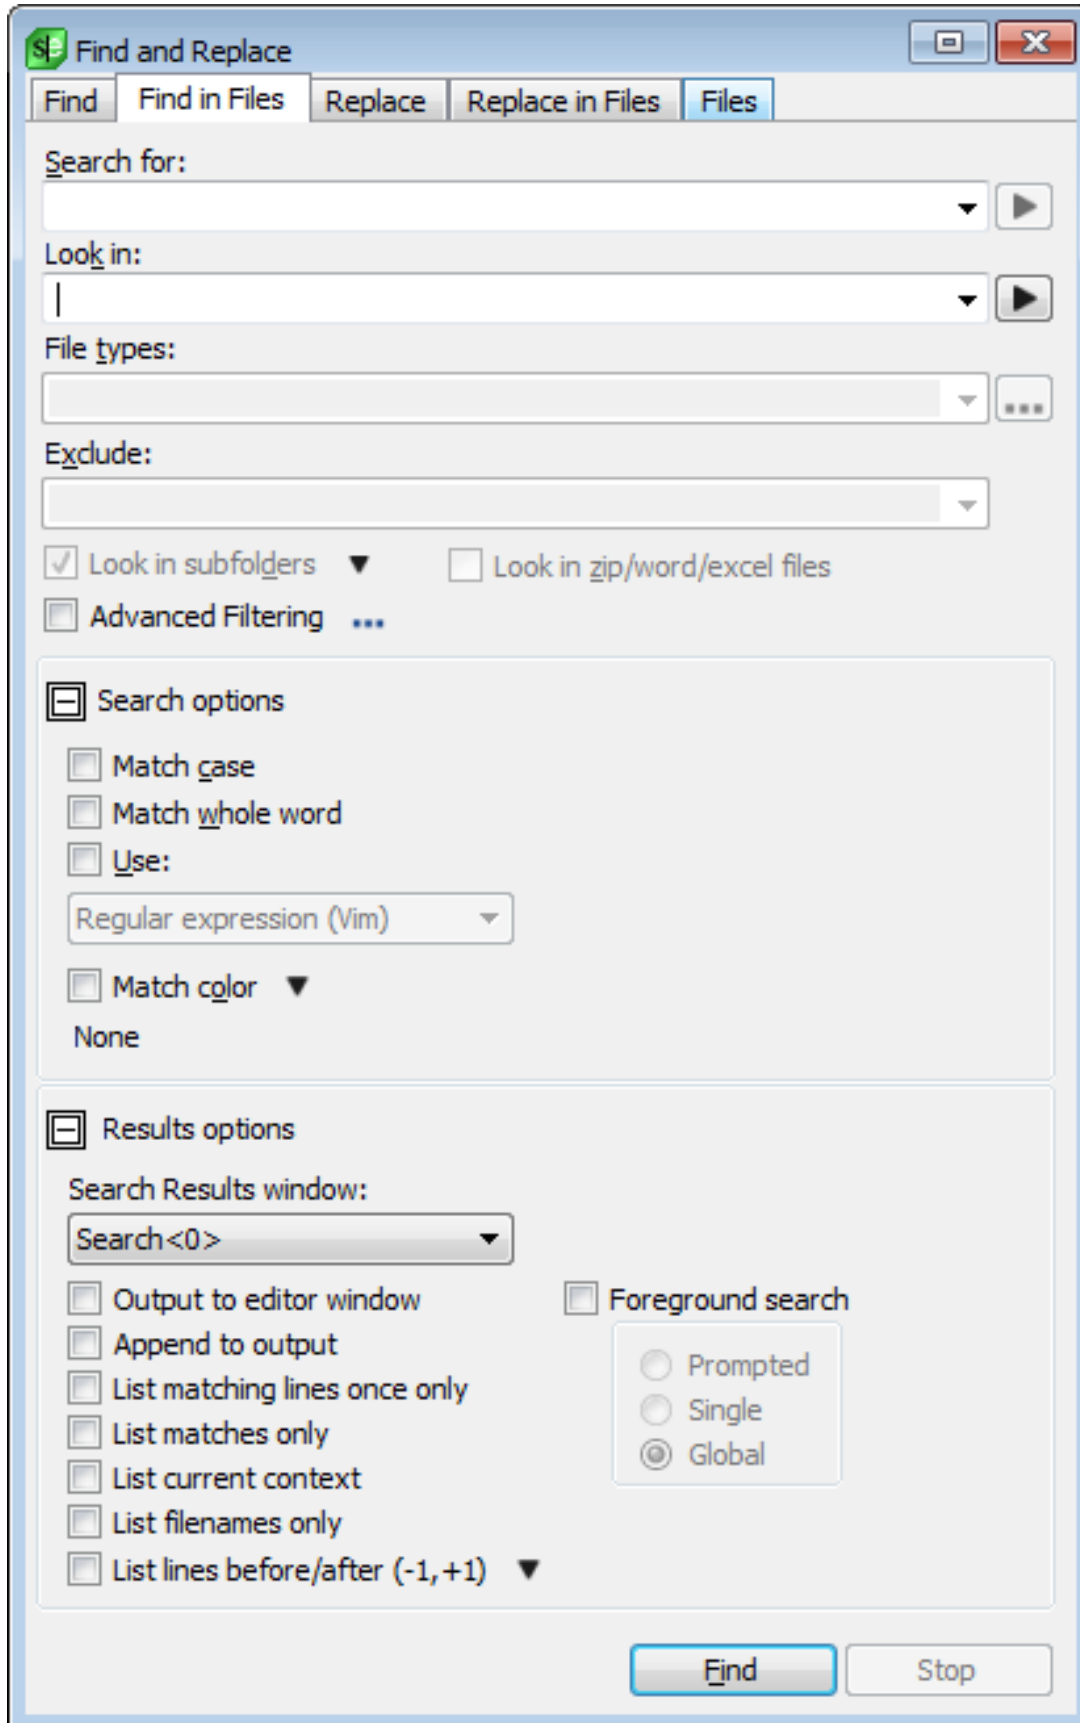 Find and Replace
Find Find in Files Replace Replace in Files Files
Search for:
Look in:
File types:
...
Exclude:
Look in subfolders Look in zip/word/excel files
Advanced Filtering ...
Search options
Match case
Match whole word
Use:
Regular expression (Vim)
Match color
None
Results options
Search Results window:
Search<0>
Output to editor window Foreground search
Append to output
Prompted
List matching lines once only
Single
List matches only
Global
List current context
List filenames only
List lines before/after (-1,+1)
Find Stop